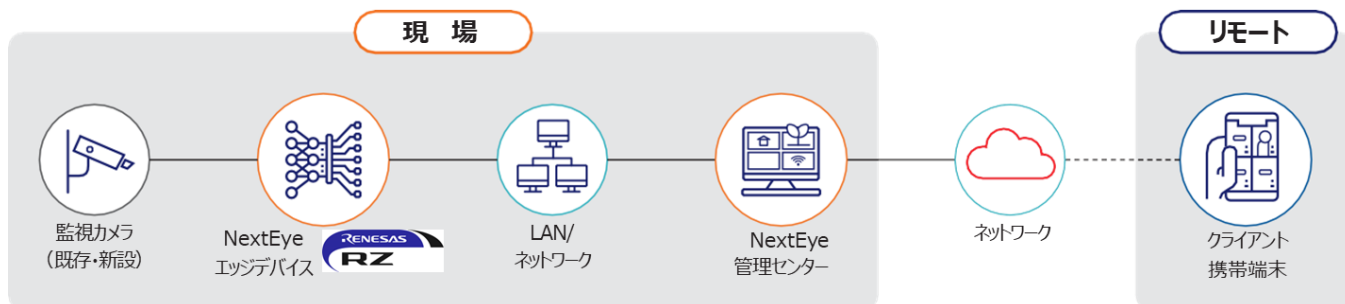 現 場
リモート
監視カメラ
（既存・新設）
NextEye
エッジデバイス
RENESAS
RZ
LAN/
ネットワーク
NextEye
管理センター
ネットワーク
クライアント
携帯端末